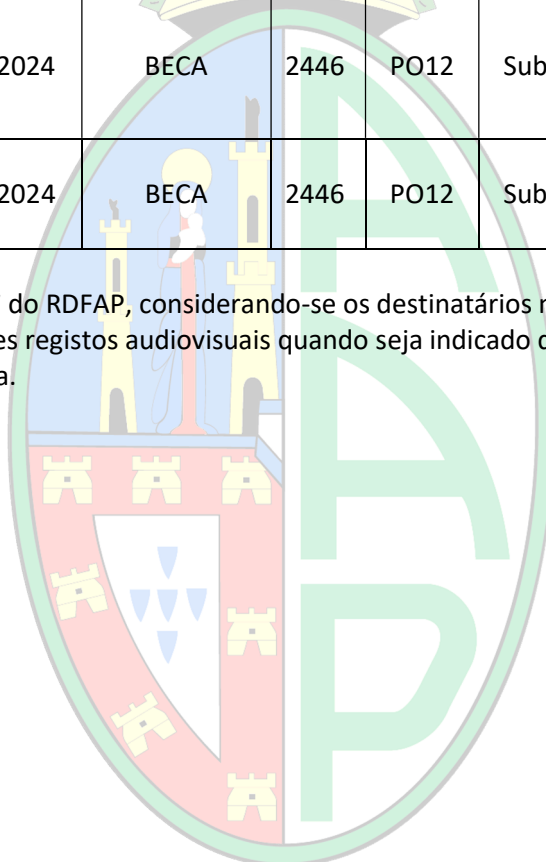 2024 BECA 2446 PO12 Sub
2024 BECA 2446 PO12 Sub
do RDFAP, considerando-se os destinatários
es registos audiovisuais quando seja indicado
a.
A
A
P